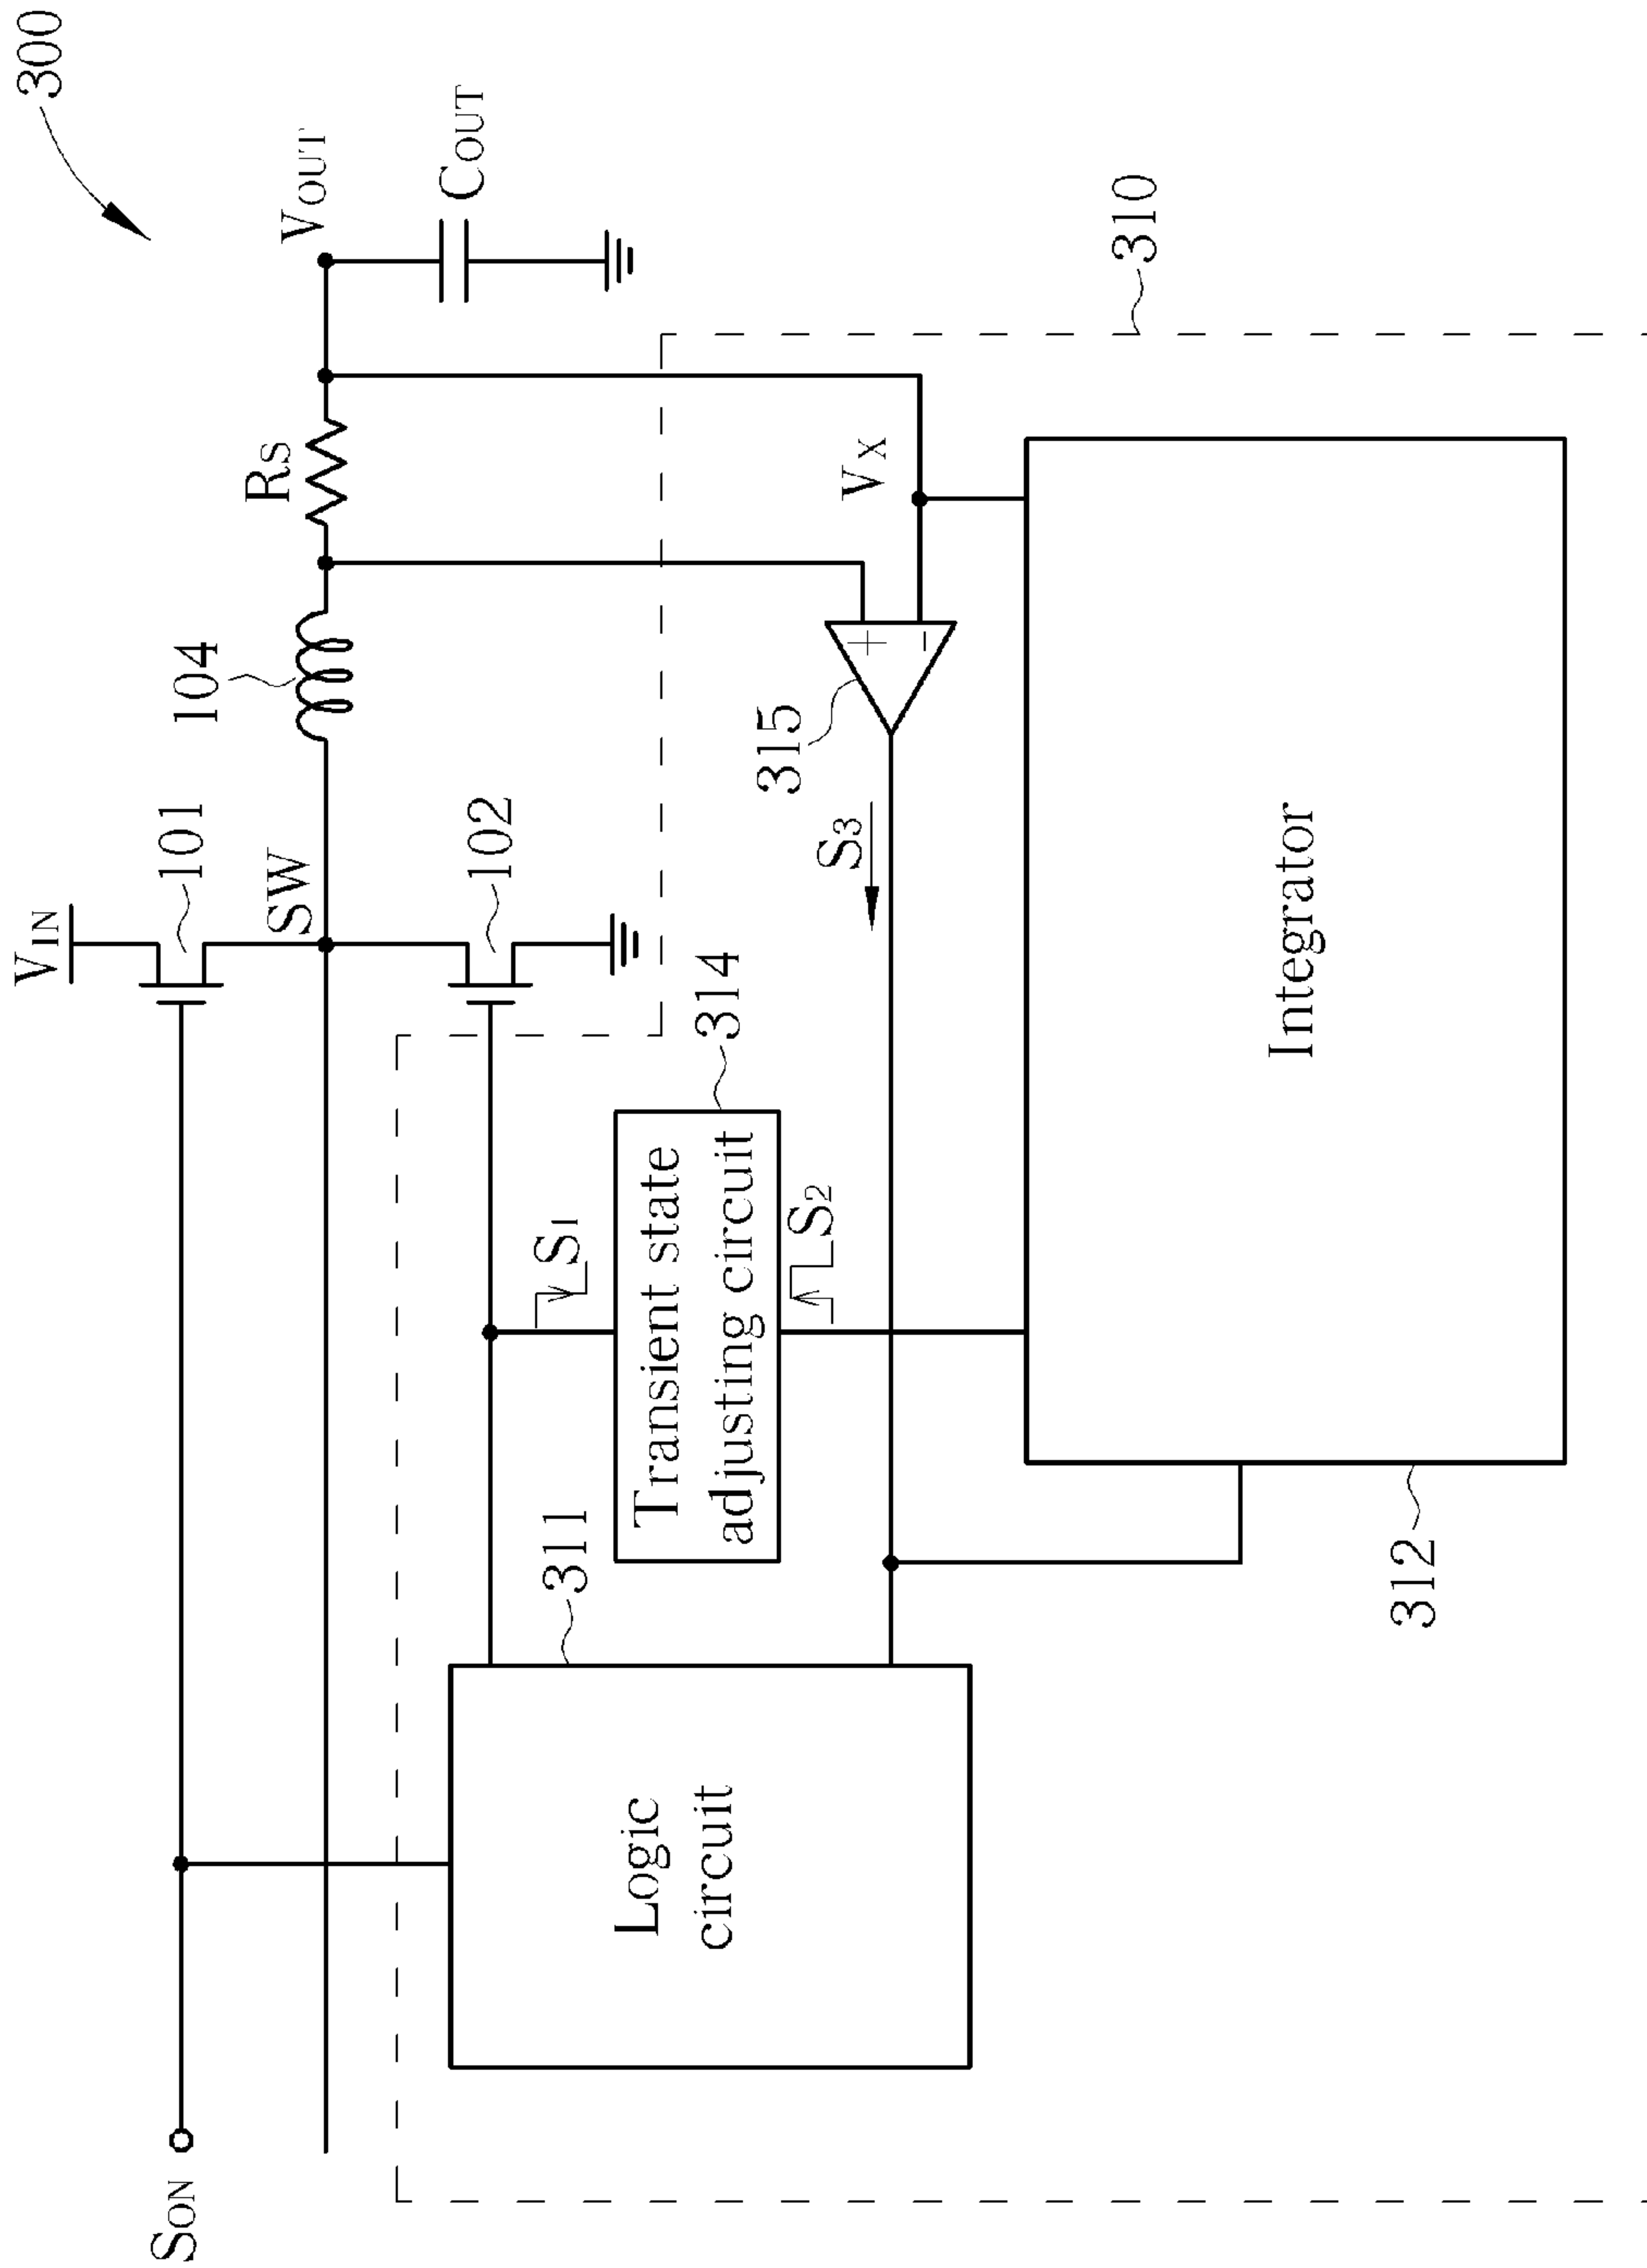 300
VIN
101
SON
SW
104
RS
VOUT
COUT
102
310
311
S1
Transient state
adjusting circuit
314
S2
S3
315
+
-
VX
Logic
circuit
Integrator
312